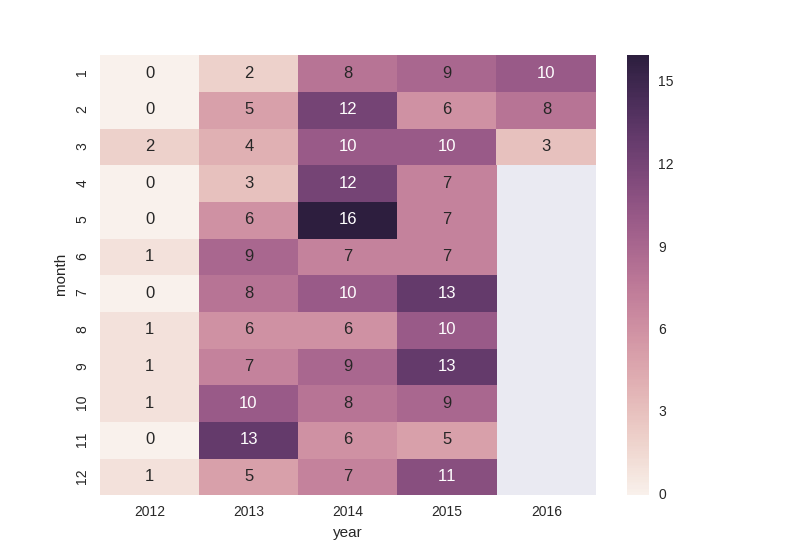 1 0 2 8 9 10 15
2 0 5 12 6 8
3 2 4 10 10 3 12
4 0 3 12 7
5 0 6 16 7
6 1 9 7 7 9
month
7 0 8 10 13
8 1 6 6 10 6
9 1 7 9 13
10 1 10 8 9 3
11 0 13 6 5
12 1 5 7 11 0
2012 2013 2014 2015 2016
year